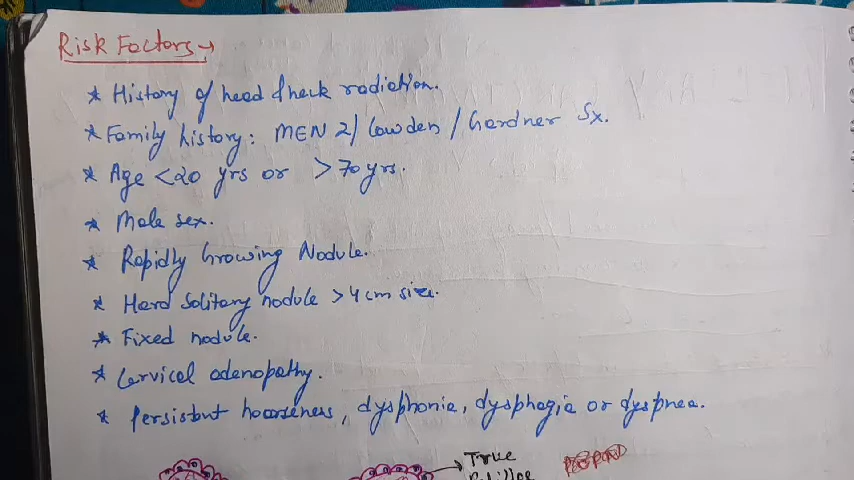 Risk Factors→
* History of head & neck radiation.
* Family history: MEN 2/ Cowden / Gardner Sx.
* Age <20 yrs or >70 yrs.
* Male sex.
* Rapidly Growing Nodule.
* Hard Solitary nodule >4 cm size.
* Fixed nodule.
* Cervical adenopathy.
* Persistent hoarseness, dysphonia, dysphagia or dyspnea.
True